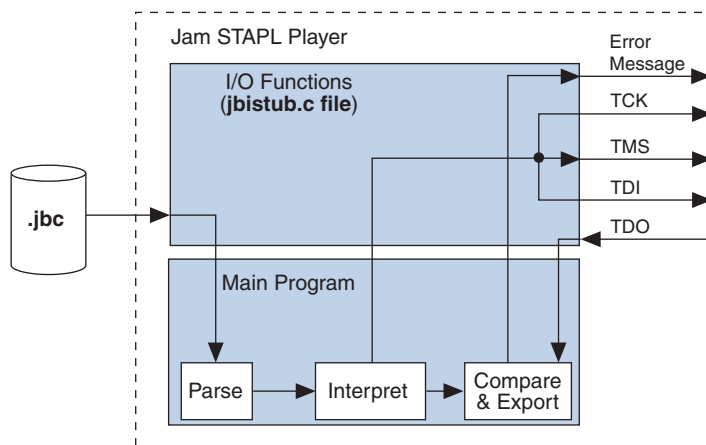 Jam STAPL Player
I/O Functions
(jbistub.c file)
Error
Message
TCK
TMS
TDI
TDO
.jbc
Main Program
Parse
Interpret
Compare
& Export